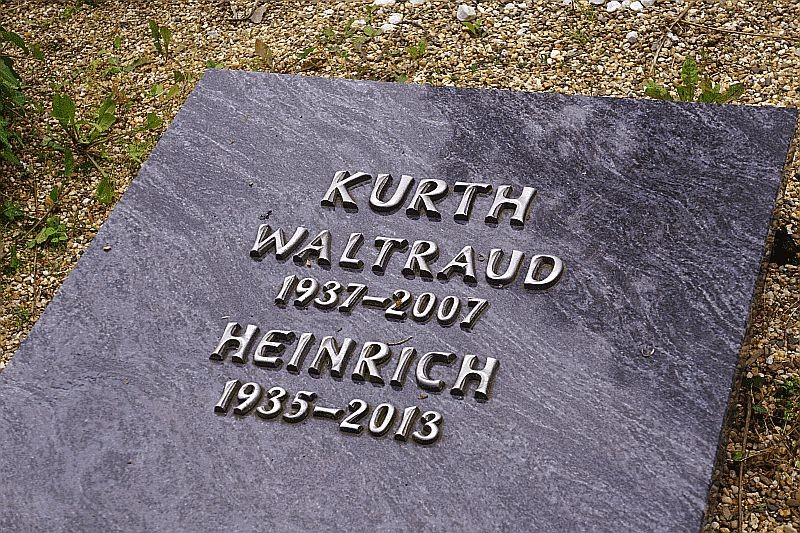 KURTH
WALTRAUD
1937–2007
HEINRICH
1935–2013